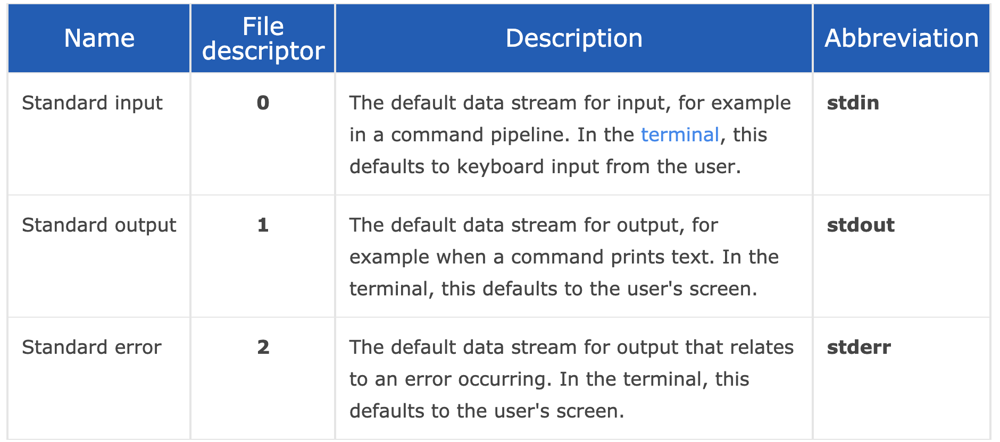 Name
File
descriptor
Description
Abbreviation
Standard input
0
The default data stream for input, for example
in a command pipeline. In the terminal, this
defaults to keyboard input from the user.
stdin
Standard output
1
The default data stream for output, for
example when a command prints text. In the
terminal, this defaults to the user's screen.
stdout
Standard error
2
The default data stream for output that relates
to an error occurring. In the terminal, this
defaults to the user's screen.
stderr